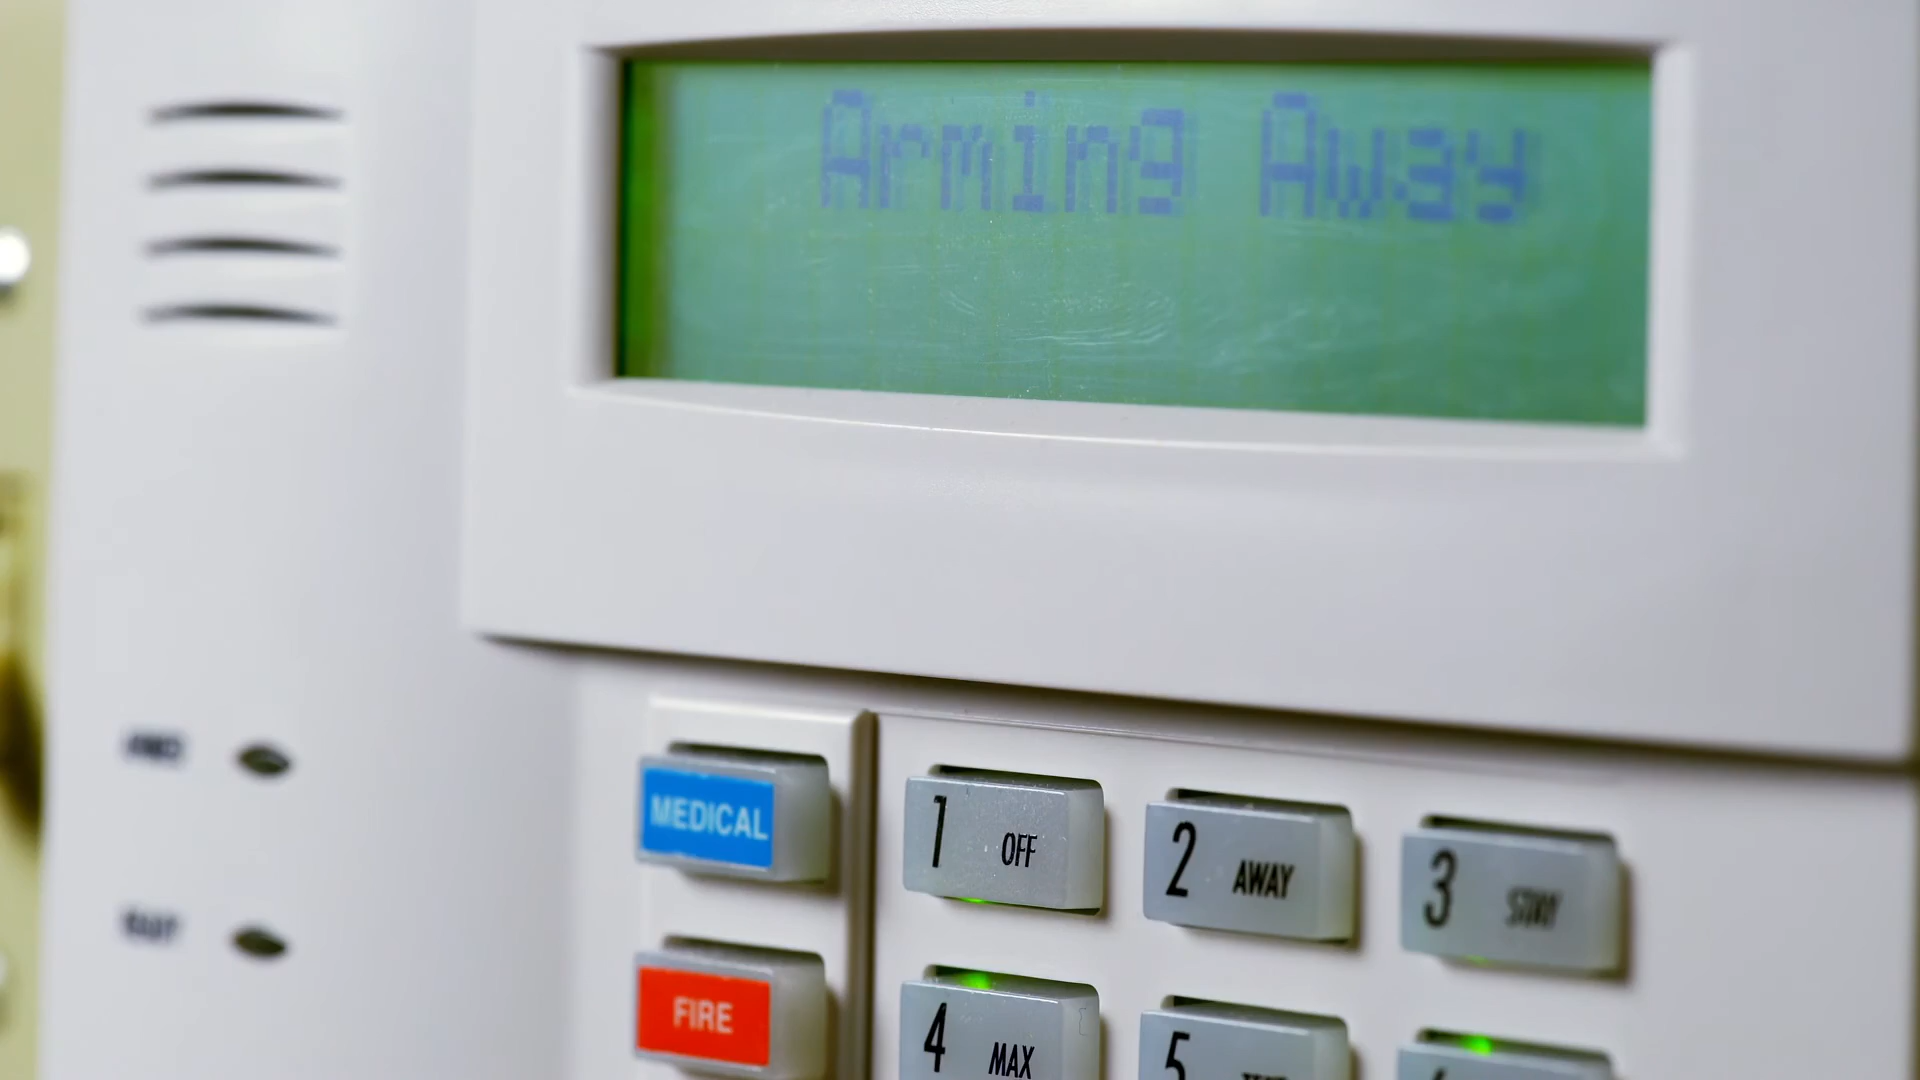 Arming Away
MEDICAL
1 OFF
2 AWAY
3 STAY
FIRE
4 MAX
5